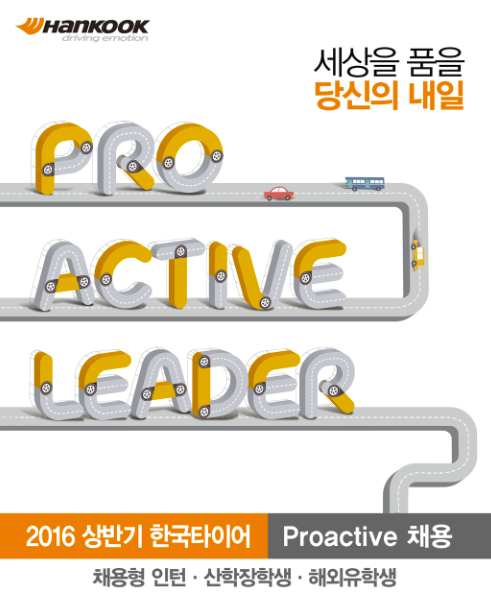 HANKOOK
driving emotion
세상을 품을
당신의 내일
PRO
ACTIVE
LEADER
2016 상반기 한국타이어 Proactive 채용
채용형 인턴 · 산학장학생 · 해외유학생